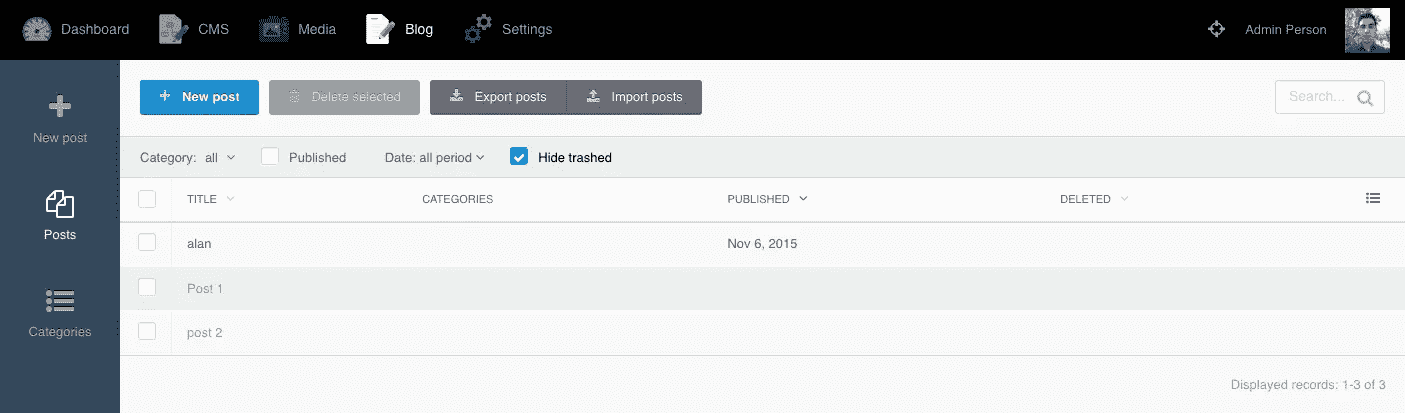 Dashboard CMS Media Blog Settings Admin Person
New post Delete selected Export posts Import posts Search...
New post
Category: all Published Date: all period Hide trashed
TITLE CATEGORIES PUBLISHED DELETED
Posts
alan Nov 6, 2015
Post 1
Categories
post 2
Displayed records: 1-3 of 3